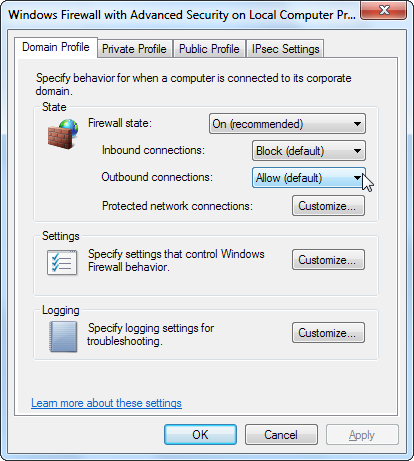 Windows Firewall with Advanced Security on Local Computer Pr...
Domain Profile Private Profile Public Profile IPsec Settings
Specify behavior for when a computer is connected to its corporate
domain.
State
Firewall state: On (recommended)
Inbound connections: Block (default)
Outbound connections: Allow (default)
Protected network connections: Customize...
Settings
Specify settings that control Windows
Firewall behavior.
Customize...
Logging
Specify logging settings for
troubleshooting.
Customize...
Learn more about these settings
OK Cancel Apply